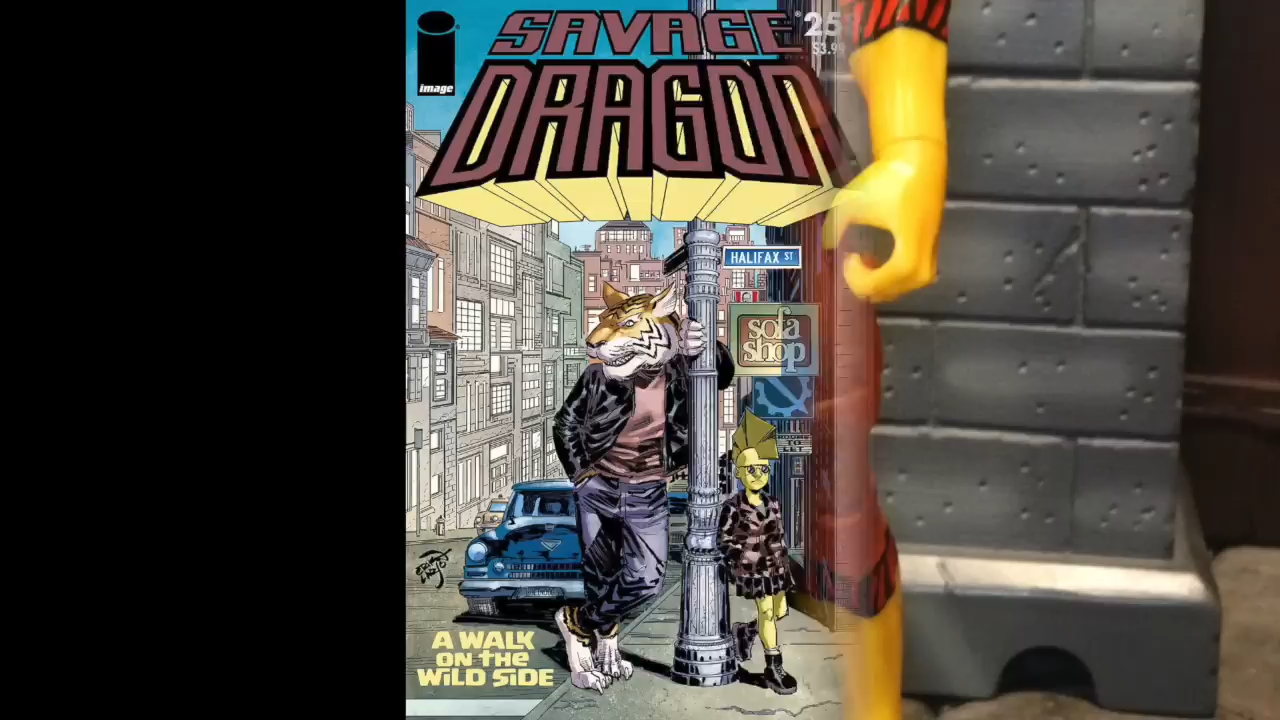 SAVAGE
DRAGON
25
$3.99
image
HALIFAX ST
sofa
shop
A WALK
ON THE
WILD SIDE